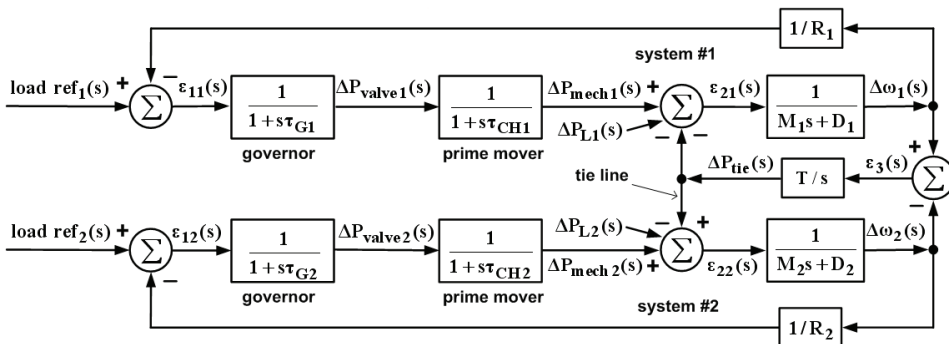 1/R₁
system #1
load ref₁(s) + − ε₁₁(s) ΔP_valve1(s) ΔP_mech1(s) + ε₂₁(s) Δω₁(s)
Σ 1/(1+sτ_G1) 1/(1+sτ_CH1) Σ 1/(M₁s+D₁)
ΔP_L1(s) − −
governor prime mover
tie line ΔP_tie(s) T/s ε₃(s) + Σ −
load ref₂(s) + ε₁₂(s) ΔP_valve2(s) ΔP_L2(s) − + Δω₂(s)
Σ − 1/(1+sτ_G2) 1/(1+sτ_CH2) ΔP_mech2(s) + Σ ε₂₂(s) 1/(M₂s+D₂)
governor prime mover
system #2
1/R₂